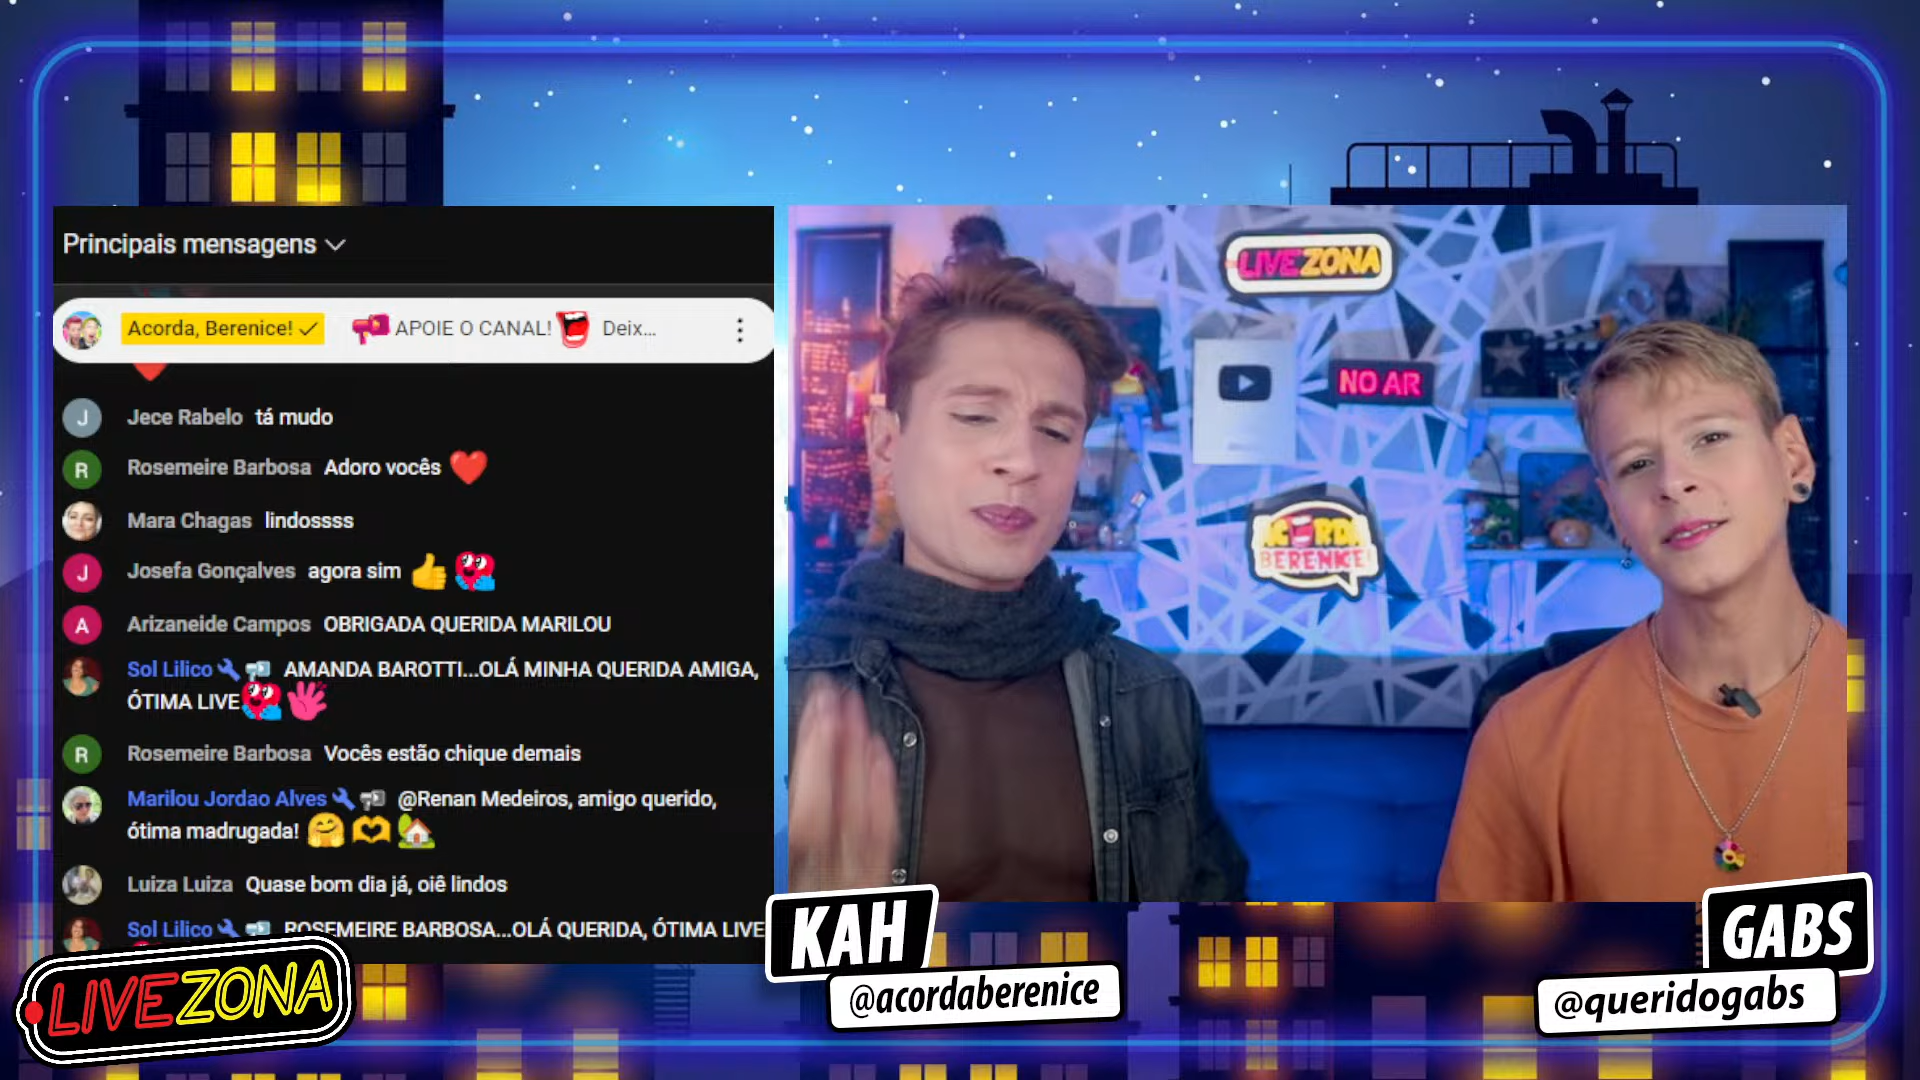 Principais mensagens
Acorda, Berenice! ✓ APOIE O CANAL! Deix...
Jece Rabelo tá mudo
Rosemeire Barbosa Adoro vocês ❤️
Mara Chagas lindossss
Josefa Gonçalves agora sim 👍
Arizaneide Campos OBRIGADA QUERIDA MARILOU
Sol Lilico AMANDA BAROTTI...OLÁ MINHA QUERIDA AMIGA,
ÓTIMA LIVE
Rosemeire Barbosa Vocês estão chique demais
Marilou Jordao Alves @Renan Medeiros, amigo querido,
ótima madrugada! 🤗🫶🏡
Luiza Luiza Quase bom dia já, oiê lindos
Sol Lilico ROSEMEIRE BARBOSA...OLÁ QUERIDA, ÓTIMA LIVE
J
R
J
A
R
LIVEZONA
LIVEZONA
NO AR
ACORDA
BERENICE!
KAH
@acordaberenice
GABS
@queridogabs